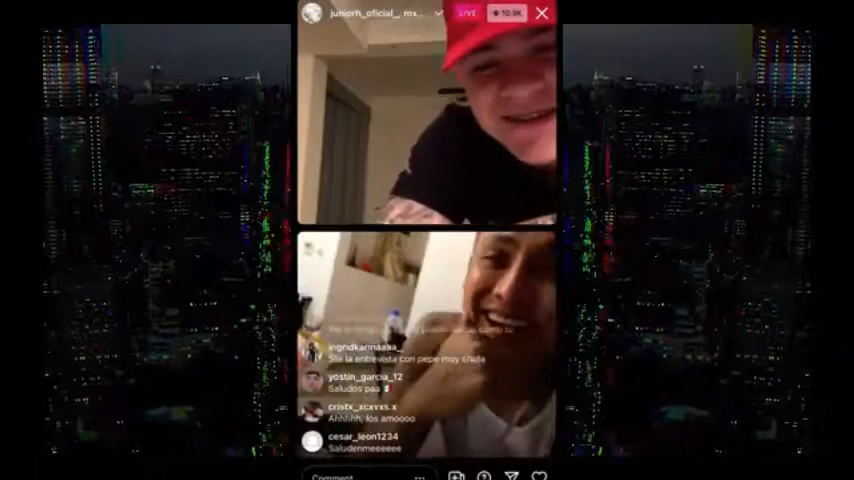 juniorh_oficial_. mx...
LIVE
10.9K
ingridkarinaaaa_
la entrevista con pepe muy chida
yostin_garcia_12
Saludos paa 🇲🇽
cristx_xcxvxs.x
Ahhhhh, los amoooo
cesar_leon1234
Saludenmeeeeee
Comment